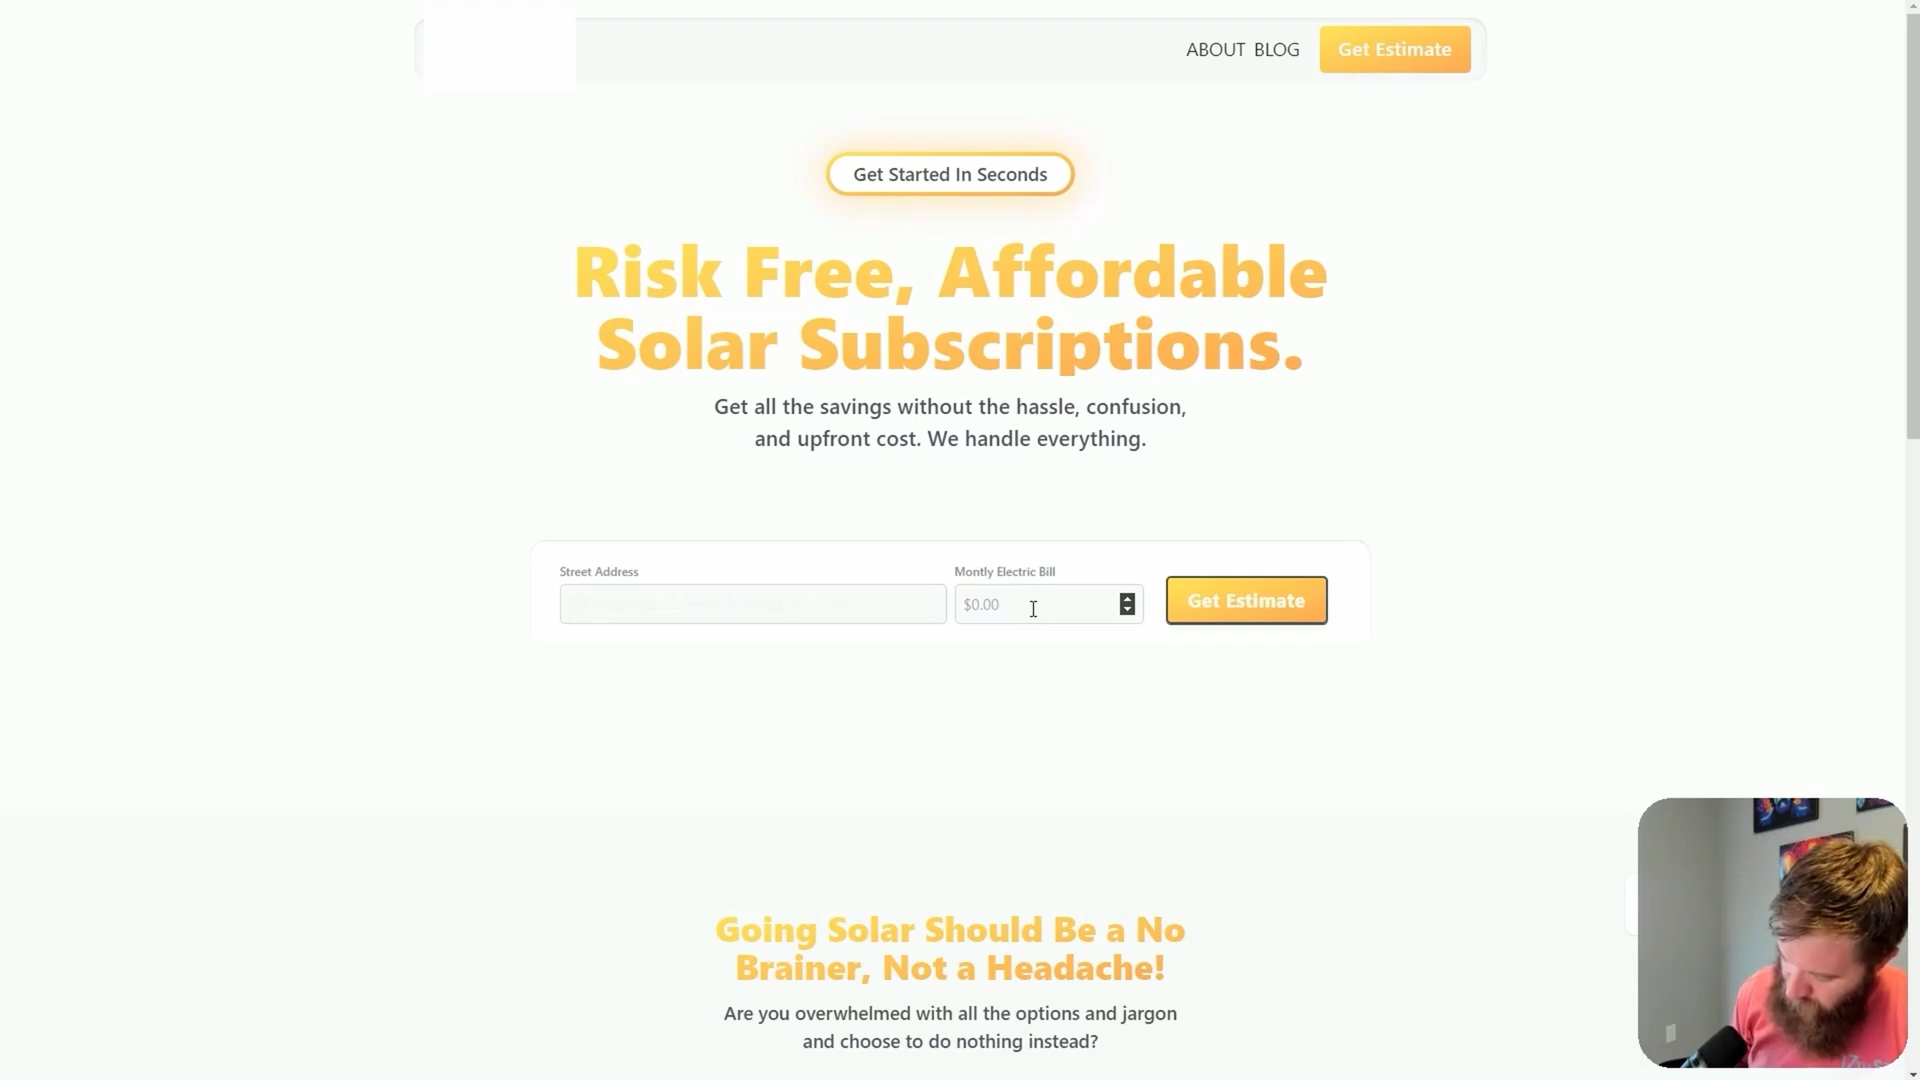 ABOUT BLOG Get Estimate
Get Started In Seconds
Risk Free, Affordable
Solar Subscriptions.
Get all the savings without the hassle, confusion,
and upfront cost. We handle everything.
Street Address Montly Electric Bill
$0.00 Get Estimate
Going Solar Should Be a No
Brainer, Not a Headache!
Are you overwhelmed with all the options and jargon
and choose to do nothing instead?